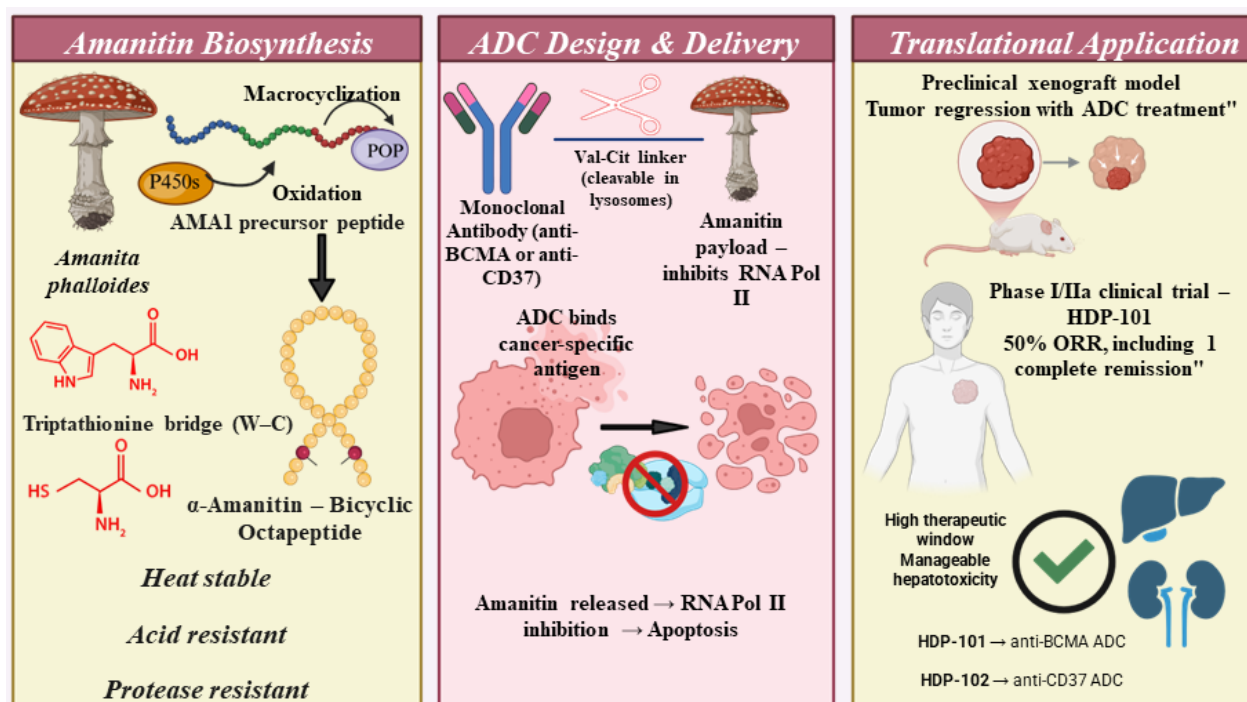 Amanitin Biosynthesis
Macrocyclization
POP
P450s
Oxidation
AMA1 precursor peptide
Amanita
phalloides
O
OH
HN
NH2
Triptathionine bridge (W–C)
O
HS
OH
NH2
α-Amanitin – Bicyclic
Octapeptide
Heat stable
Acid resistant
Protease resistant
ADC Design & Delivery
Val-Cit linker
(cleavable in
lysosomes)
Monoclonal
Antibody (anti-
BCMA or anti-
CD37)
Amanitin
payload –
inhibits RNA Pol
II
ADC binds
cancer-specific
antigen
Amanitin released → RNA Pol II
inhibition → Apoptosis
Translational Application
Preclinical xenograft model
Tumor regression with ADC treatment"
Phase I/IIa clinical trial –
HDP-101
50% ORR, including 1
complete remission"
High therapeutic
window
Manageable
hepatotoxicity
HDP-101 → anti-BCMA ADC
HDP-102 → anti-CD37 ADC